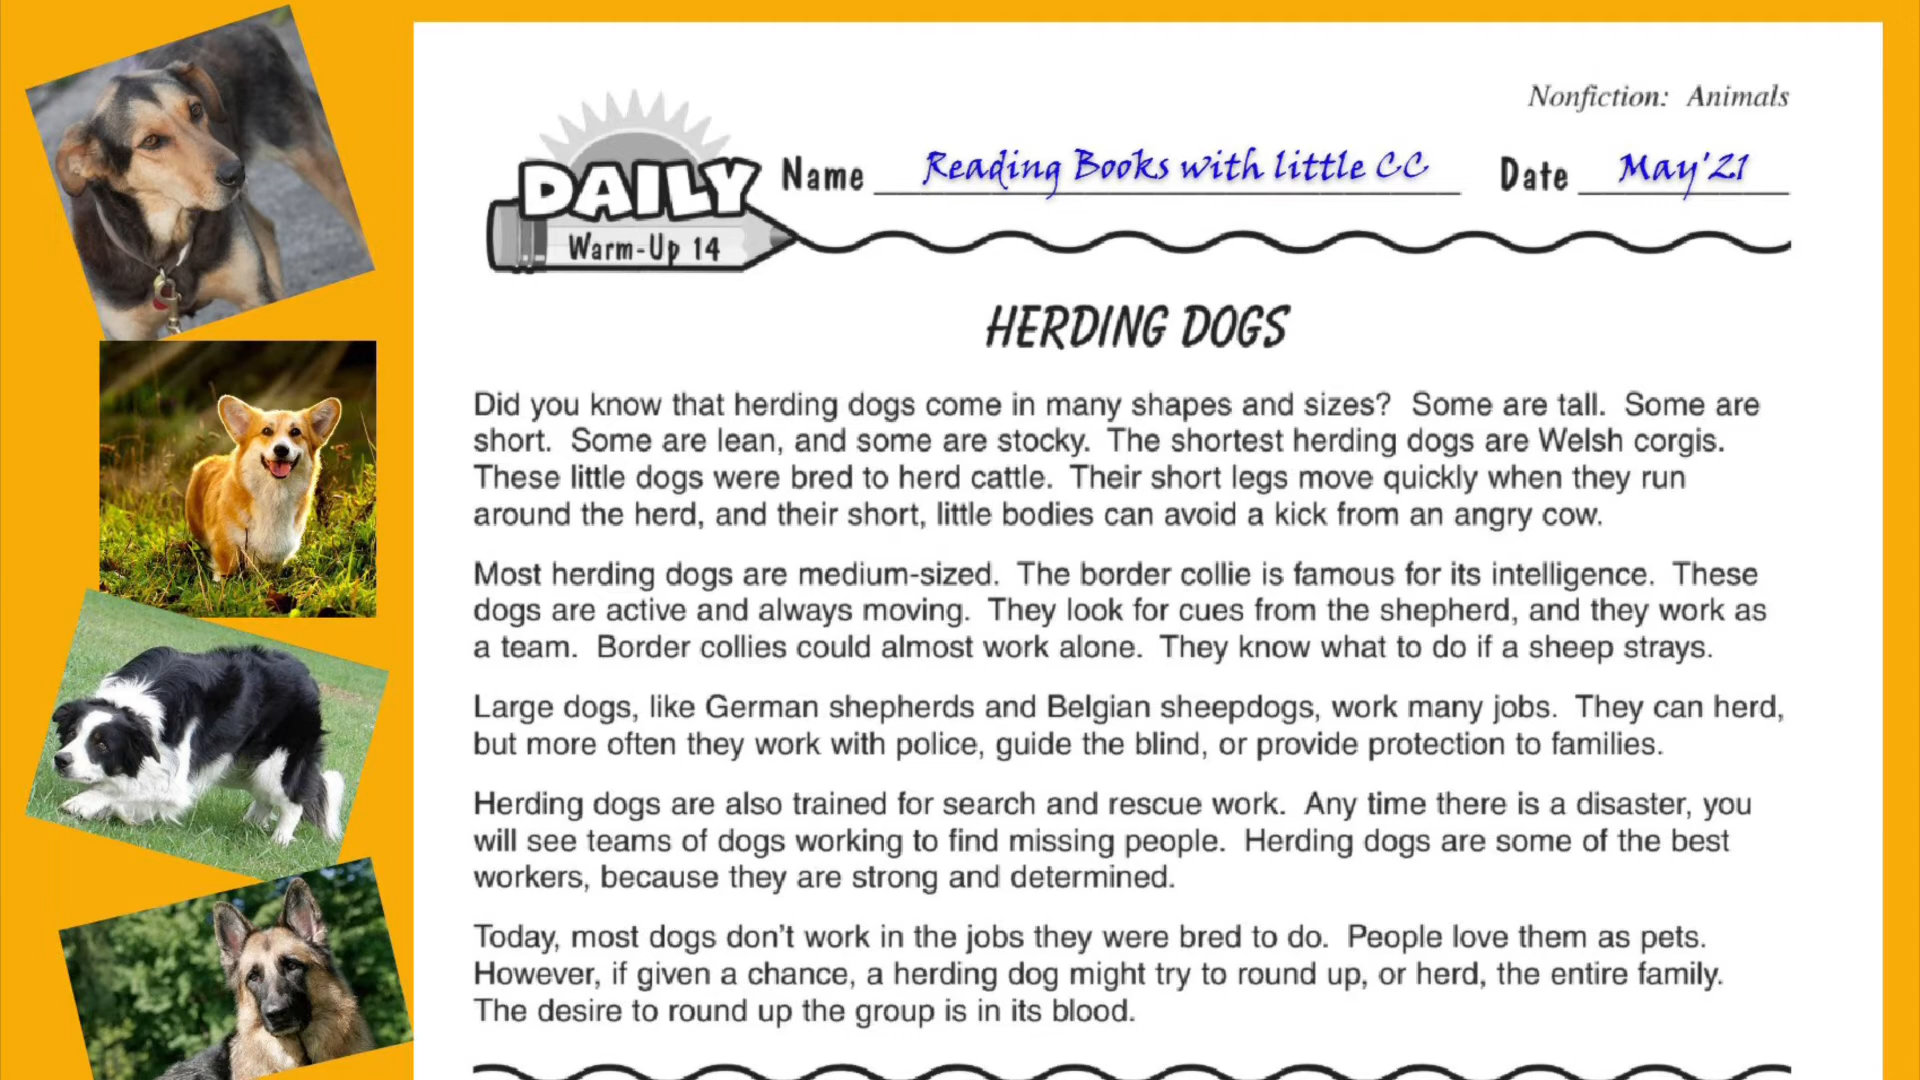 Nonfiction: Animals
DAILY
Warm-Up 14
Name Reading Books with little CC Date May'21
HERDING DOGS
Did you know that herding dogs come in many shapes and sizes? Some are tall. Some are
short. Some are lean, and some are stocky. The shortest herding dogs are Welsh corgis.
These little dogs were bred to herd cattle. Their short legs move quickly when they run
around the herd, and their short, little bodies can avoid a kick from an angry cow.
Most herding dogs are medium-sized. The border collie is famous for its intelligence. These
dogs are active and always moving. They look for cues from the shepherd, and they work as
a team. Border collies could almost work alone. They know what to do if a sheep strays.
Large dogs, like German shepherds and Belgian sheepdogs, work many jobs. They can herd,
but more often they work with police, guide the blind, or provide protection to families.
Herding dogs are also trained for search and rescue work. Any time there is a disaster, you
will see teams of dogs working to find missing people. Herding dogs are some of the best
workers, because they are strong and determined.
Today, most dogs don't work in the jobs they were bred to do. People love them as pets.
However, if given a chance, a herding dog might try to round up, or herd, the entire family.
The desire to round up the group is in its blood.